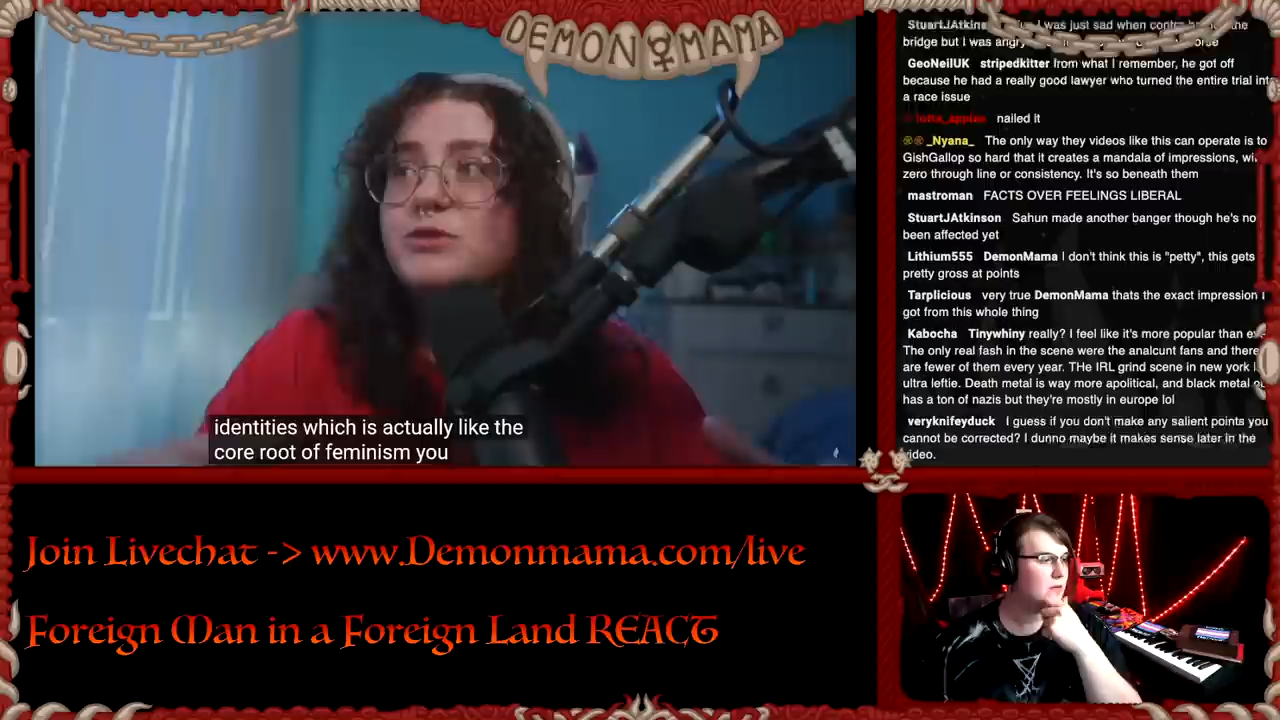 DEMON MAMA
StuartJAtkins I was just sad when the
bridge but I was angry
GeoNeilUK stripedkitter from what I remember, he got off
because he had a really good lawyer who turned the entire trial into
a race issue
nailed it
_Nyana_ The only way they videos like this can operate is to
GishGallop so hard that it creates a mandala of impressions,
zero through line or consistency. It's so beneath them
mastroman FACTS OVER FEELINGS LIBERAL
StuartJAtkinson Sahun made another banger though he's no
been affected yet
Lithium555 DemonMama I don't think this is "petty", this gets
pretty gross at points
Tarplicious very true DemonMama thats the exact impression I
got from this whole thing
Kabocha Tinywhiny really? I feel like it's more popular than
The only real fash in the scene were the analcunt fans and there
are fewer of them every year. THe IRL grind scene in new york
ultra leftie. Death metal is way more apolitical, and black metal
has a ton of nazis but they're mostly in europe lol
veryknifeyduck I guess if you don't make any salient points you
cannot be corrected? I dunno maybe it makes sense later in the
video.
identities which is actually like the
core root of feminism you
Join Livechat -> www.Demonmama.com/live
Foreign Man in a Foreign Land REACT